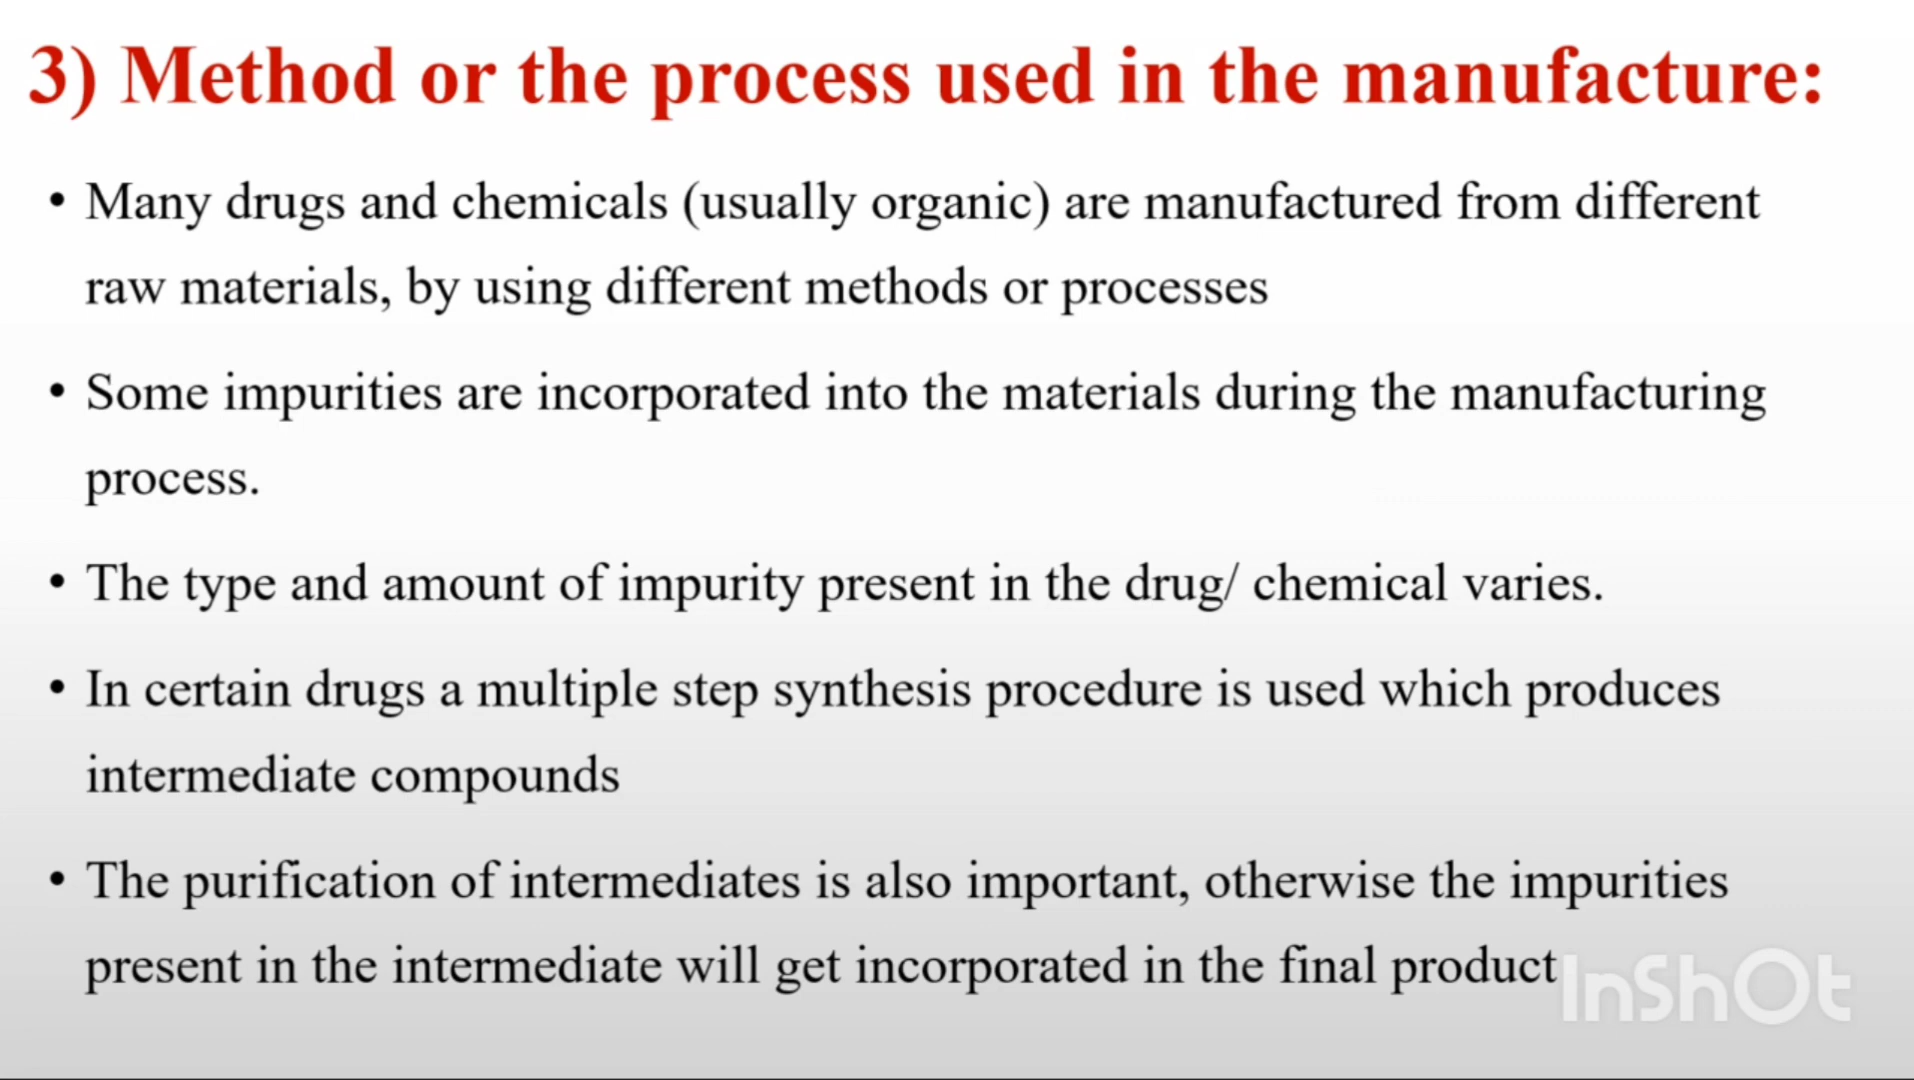 3) Method or the process used in the manufacture:
• Many drugs and chemicals (usually organic) are manufactured from different
raw materials, by using different methods or processes
• Some impurities are incorporated into the materials during the manufacturing
process.
• The type and amount of impurity present in the drug/ chemical varies.
• In certain drugs a multiple step synthesis procedure is used which produces
intermediate compounds
• The purification of intermediates is also important, otherwise the impurities
present in the intermediate will get incorporated in the final product
InShOt